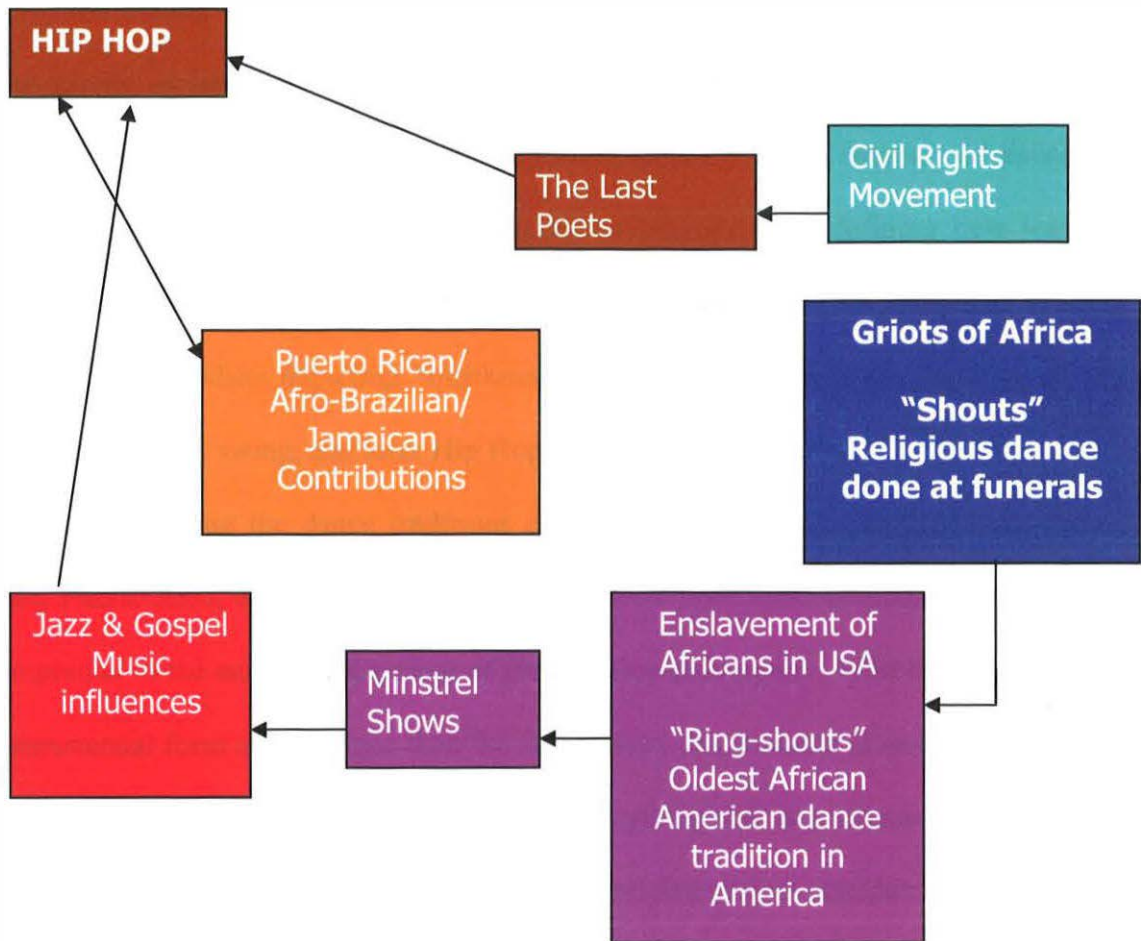 HIP HOP
The Last
Poets
Civil Rights
Movement
Puerto Rican/
Afro-Brazilian/
Jamaican
Contributions
Griots of Africa
“Shouts”
Religious dance
done at funerals
Jazz & Gospel
Music
influences
Minstrel
Shows
Enslavement of
Africans in USA
“Ring-shouts”
Oldest African
American dance
tradition in
America